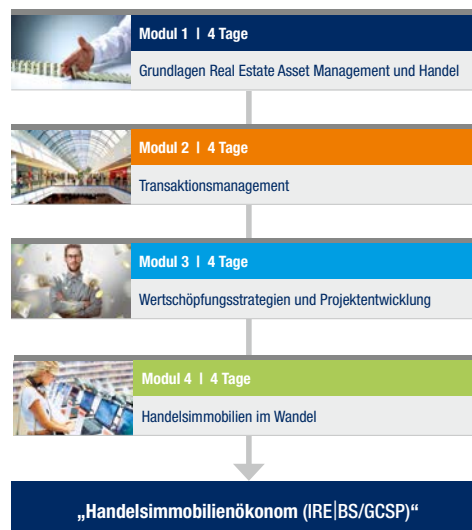 Modul 1 | 4 Tage
Grundlagen Real Estate Asset Management und Handel
Modul 2 | 4 Tage
Transaktionsmanagement
Modul 3 | 4 Tage
Wertschöpfungsstrategien und Projektentwicklung
Modul 4 | 4 Tage
Handelsimmobilien im Wandel
„Handelsimmobilienökonom (IRE|BS/GCSP)“